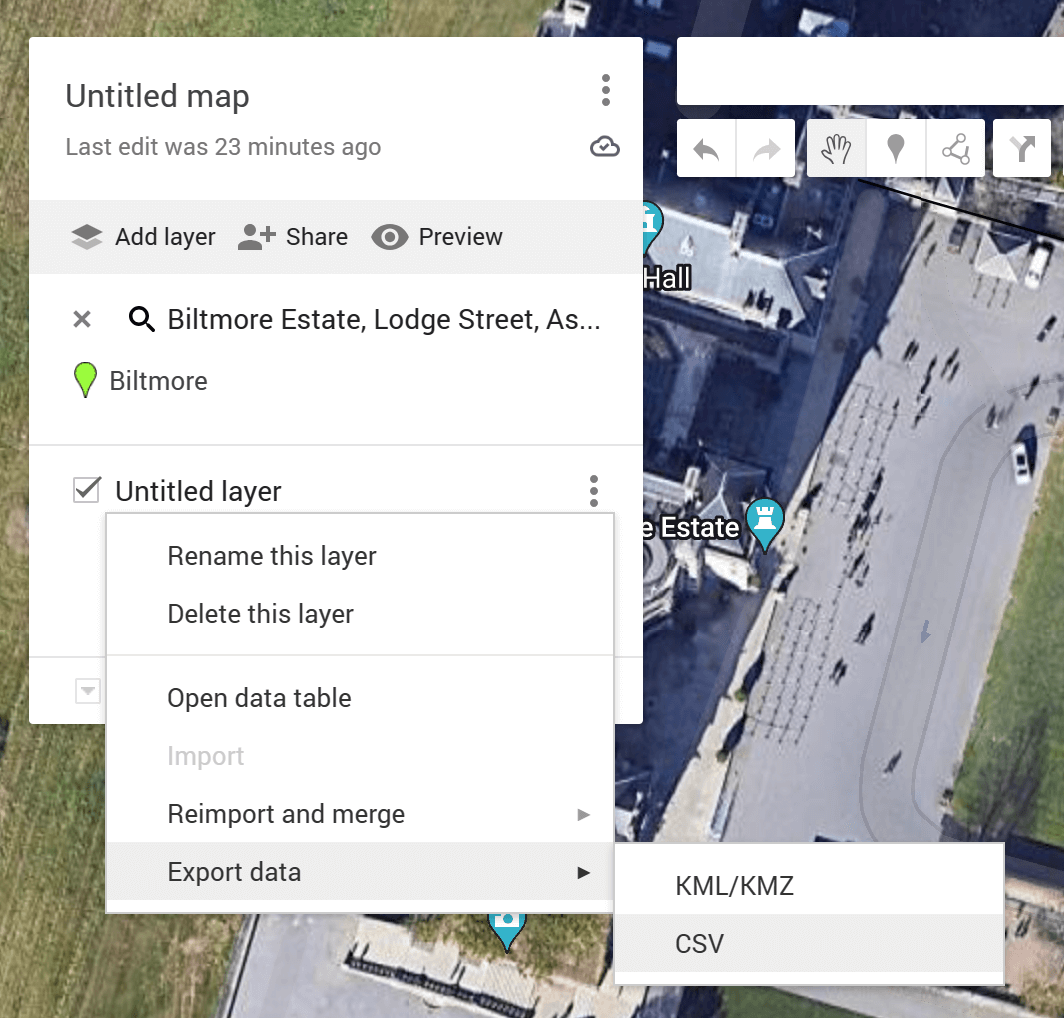 Untitled map
Last edit was 23 minutes ago
Add layer Share Preview
Biltmore Estate, Lodge Street, As...
Biltmore
Untitled layer
Rename this layer
Delete this layer
Open data table
Import
Reimport and merge
Export data
KML/KMZ
CSV
Hall
e Estate